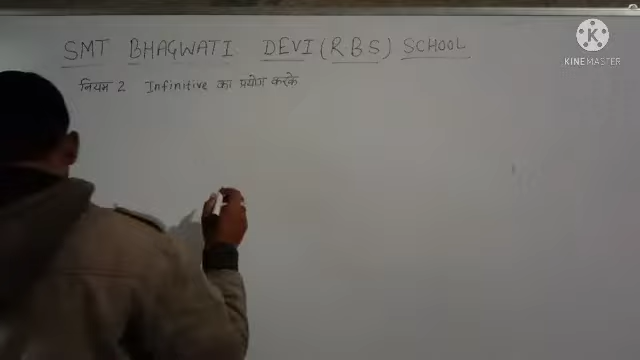 SMT BHAGWATI DEVI (RBS) SCHOOL
नियम 2 Infinitive का प्रयोग करके
KINEMASTER